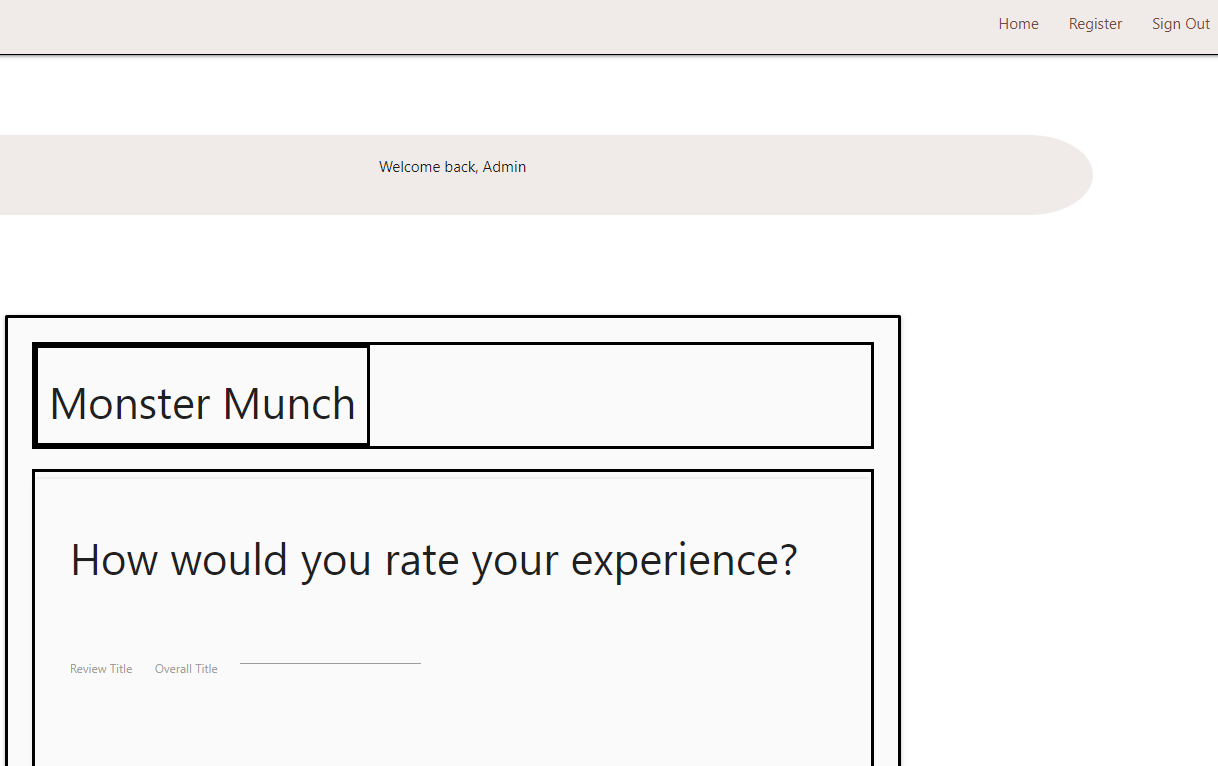 Home Register Sign Out
Welcome back, Admin
Monster Munch
How would you rate your experience?
Review Title Overall Title